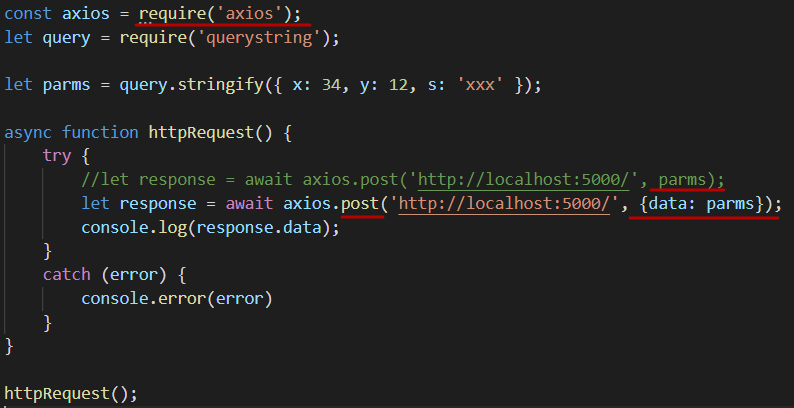 const axios = require('axios');
let query = require('querystring');
let parms = query.stringify({ x: 34, y: 12, s: 'xxx' });
async function httpRequest() {
try {
//let response = await axios.post('http://localhost:5000/', parms);
let response = await axios.post('http://localhost:5000/', {data: parms});
console.log(response.data);
}
catch (error) {
console.error(error)
}
}
httpRequest();